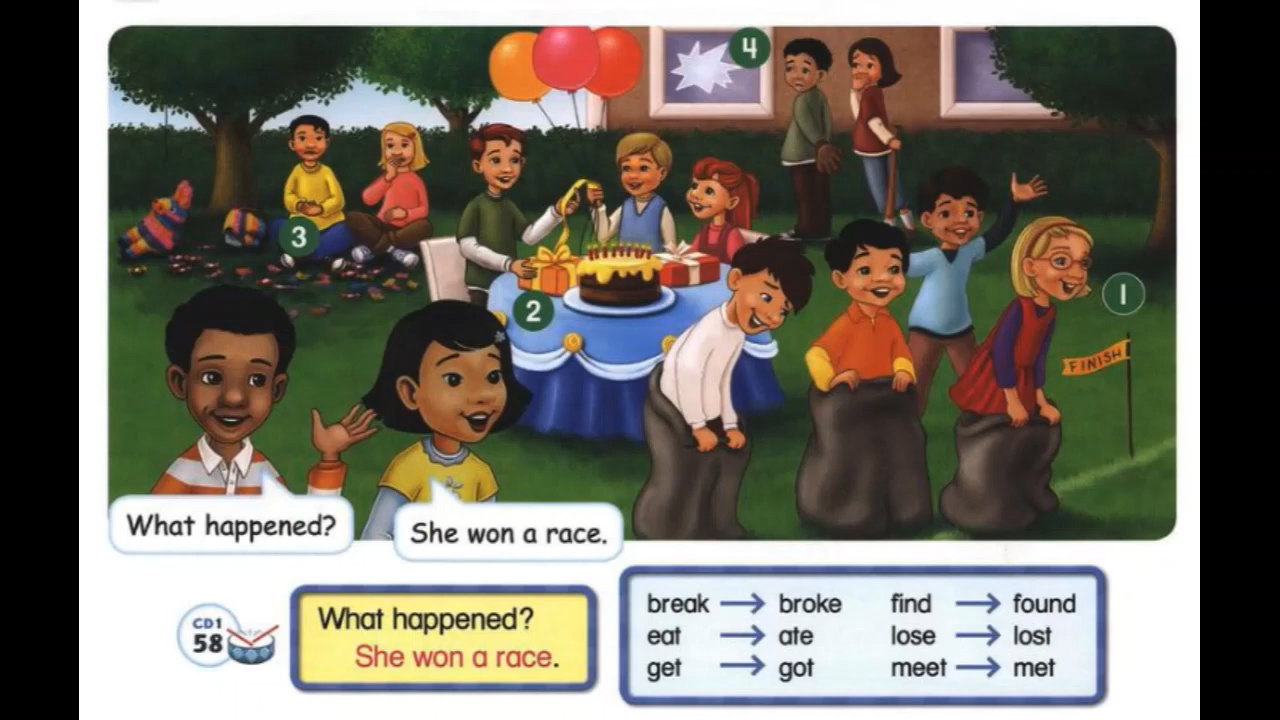 4
3
1
2
FINISH
What happened?
She won a race.
CD1
58
What happened?
She won a race.
break → broke
eat → ate
get → got
find → found
lose → lost
meet → met